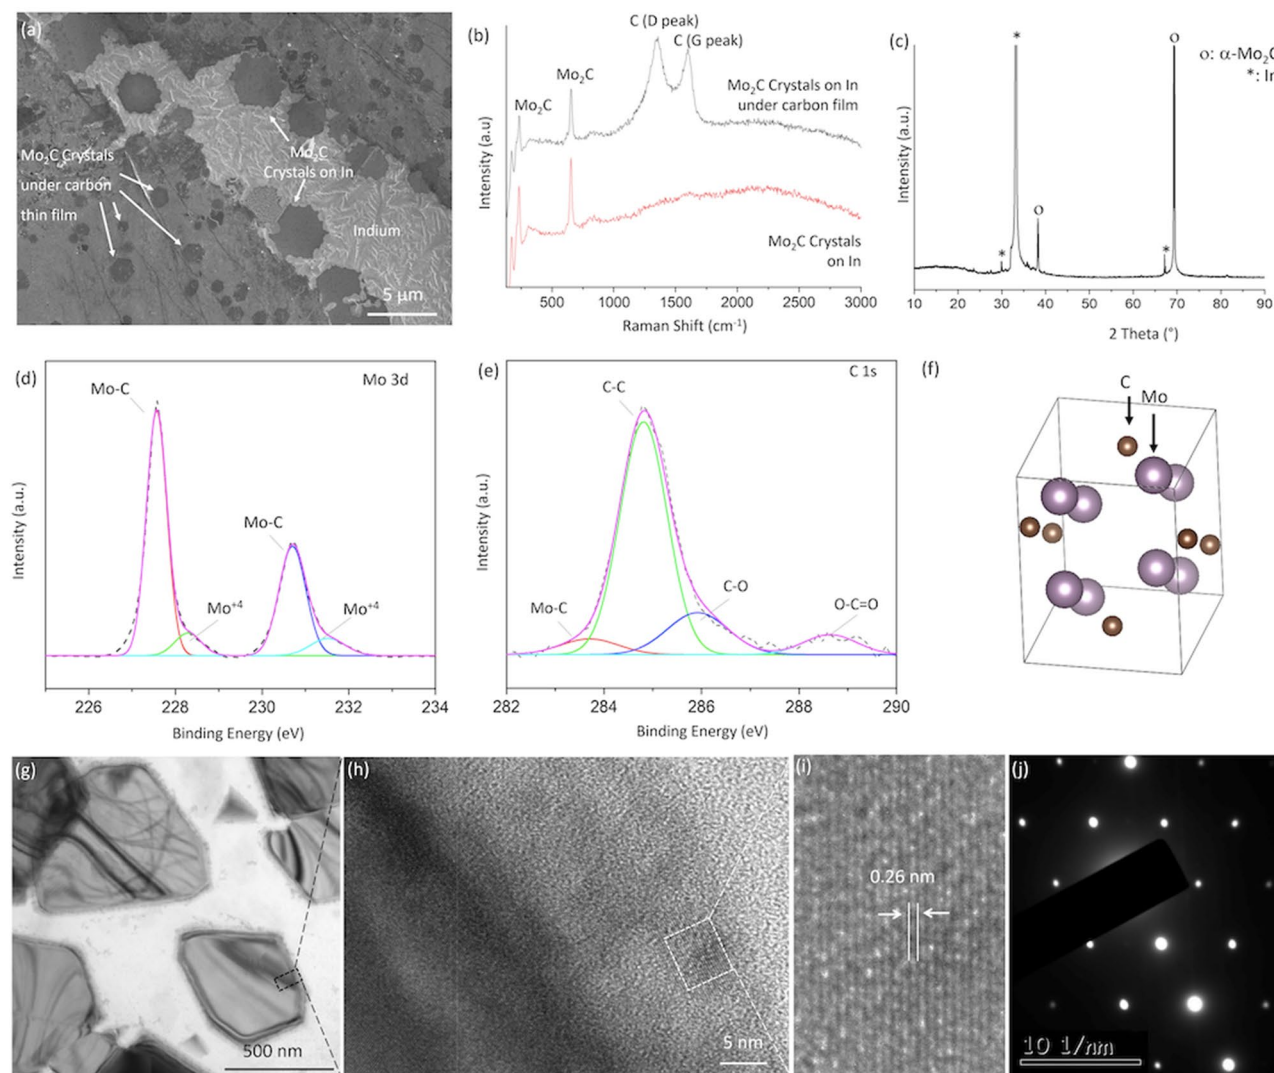 (a)
Mo₂C Crystals
under carbon
thin film
Mo₂C
Crystals on In
Indium
5 μm
(b)
C (D peak)
C (G peak)
Mo₂C
Mo₂C
Mo₂C Crystals on In
under carbon film
Mo₂C Crystals
on In
Intensity (a.u)
500 1000 1500 2000 2500 3000
Raman Shift (cm⁻¹)
(c)
* o
o: α-Mo₂C
*: In
o
* *
Intensity (a.u.)
10 20 30 40 50 60 70 80 90
2 Theta (°)
(d)
Mo 3d
Mo-C
Mo-C
Mo⁺⁴
Mo⁺⁴
Intensity (a.u.)
226 228 230 232 234
Binding Energy (eV)
(e)
C 1s
C-C
Mo-C
C-O
O-C=O
Intensity (a.u.)
282 284 286 288 290
Binding Energy (eV)
(f)
C
Mo
(g)
500 nm
(h)
5 nm
(i)
0.26 nm
(j)
10 1/nm